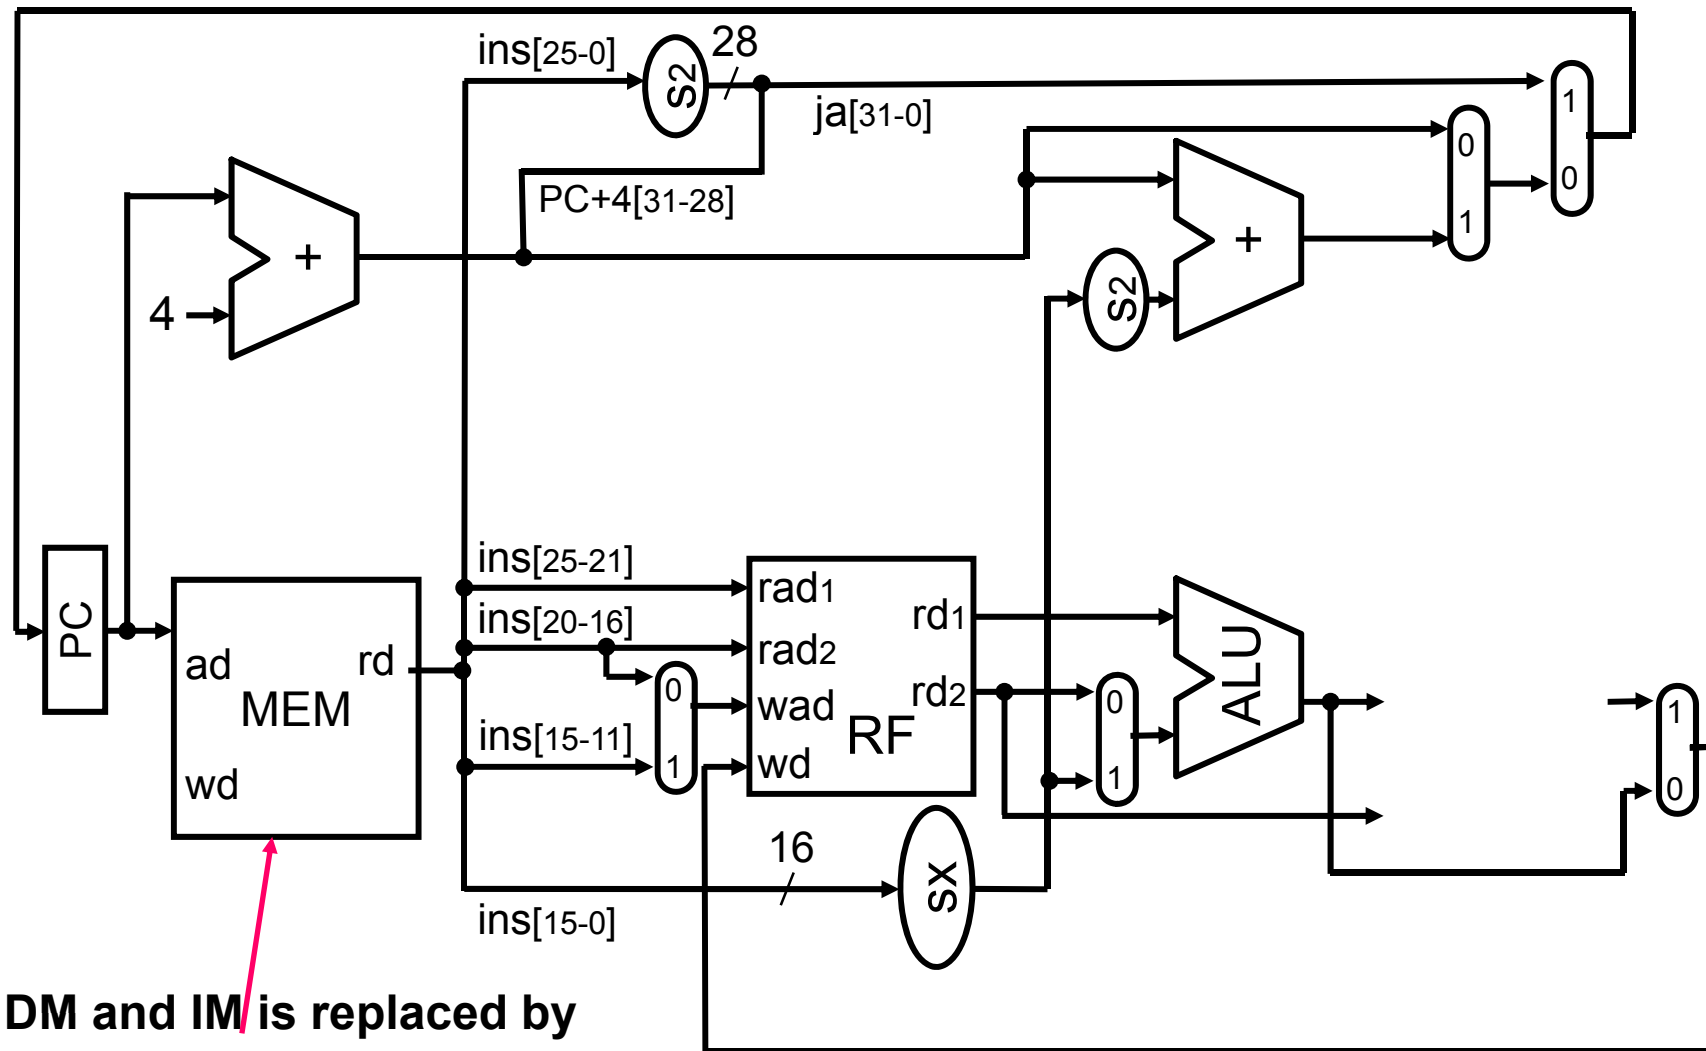 ins[25-0]
s2
28
ja[31-0]
1
0
0
1
PC+4[31-28]
+
+
4
s2
PC
ad
rd
MEM
wd
ins[25-21]
ins[20-16]
ins[15-11]
0
1
rad1
rad2
wad
wd
rd1
rd2
RF
0
1
ALU
1
0
16
sx
ins[15-0]
DM and IM is replaced by